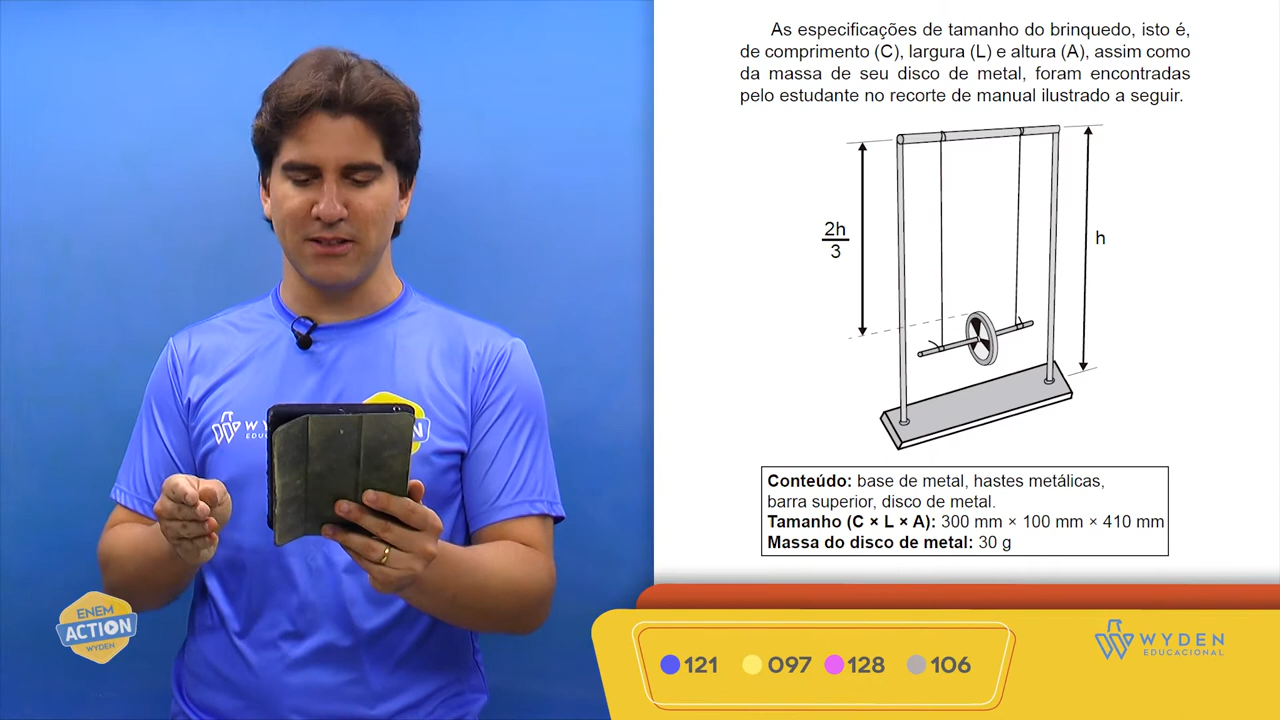 As especificações de tamanho do brinquedo, isto é,
de comprimento (C), largura (L) e altura (A), assim como
da massa de seu disco de metal, foram encontradas
pelo estudante no recorte de manual ilustrado a seguir.
2h
3
h
Conteúdo: base de metal, hastes metálicas,
barra superior, disco de metal.
Tamanho (C × L × A): 300 mm × 100 mm × 410 mm
Massa do disco de metal: 30 g
ENEM
ACTION
WYDEN
121 097 128 106
WYDEN
EDUCACIONAL